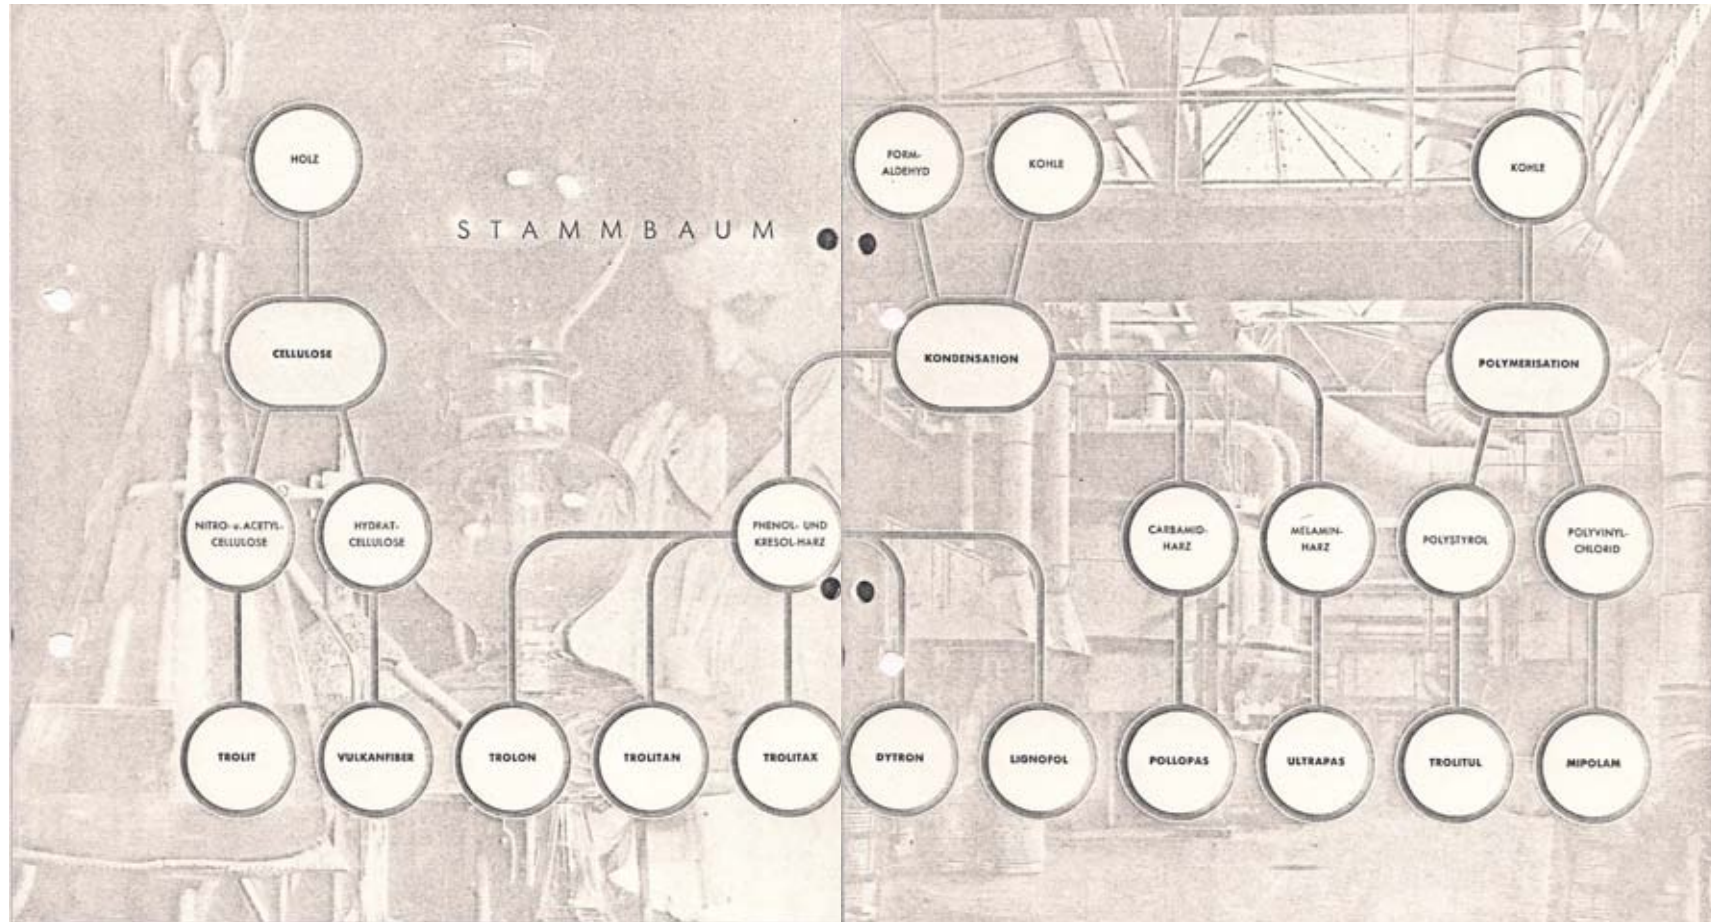 HOLZ
FORM-
ALDEHYD
KOHLE
KOHLE
STAMMBAUM
CELLULOSE
KONDENSATION
POLYMERISATION
NITRO- u. ACETYL-
CELLULOSE
HYDRAT-
CELLULOSE
PHENOL- UND
KRESOL-HARZ
CARBAMID-
HARZ
MELAMIN-
HARZ
POLYSTYROL
POLYVINYL-
CHLORID
TROLIT
VULKANFIBER
TROLON
TROLITAN
TROLITAX
DYTRON
LIGNOFOL
POLLOPAS
ULTRAPAS
TROLITUL
MIPOLAM